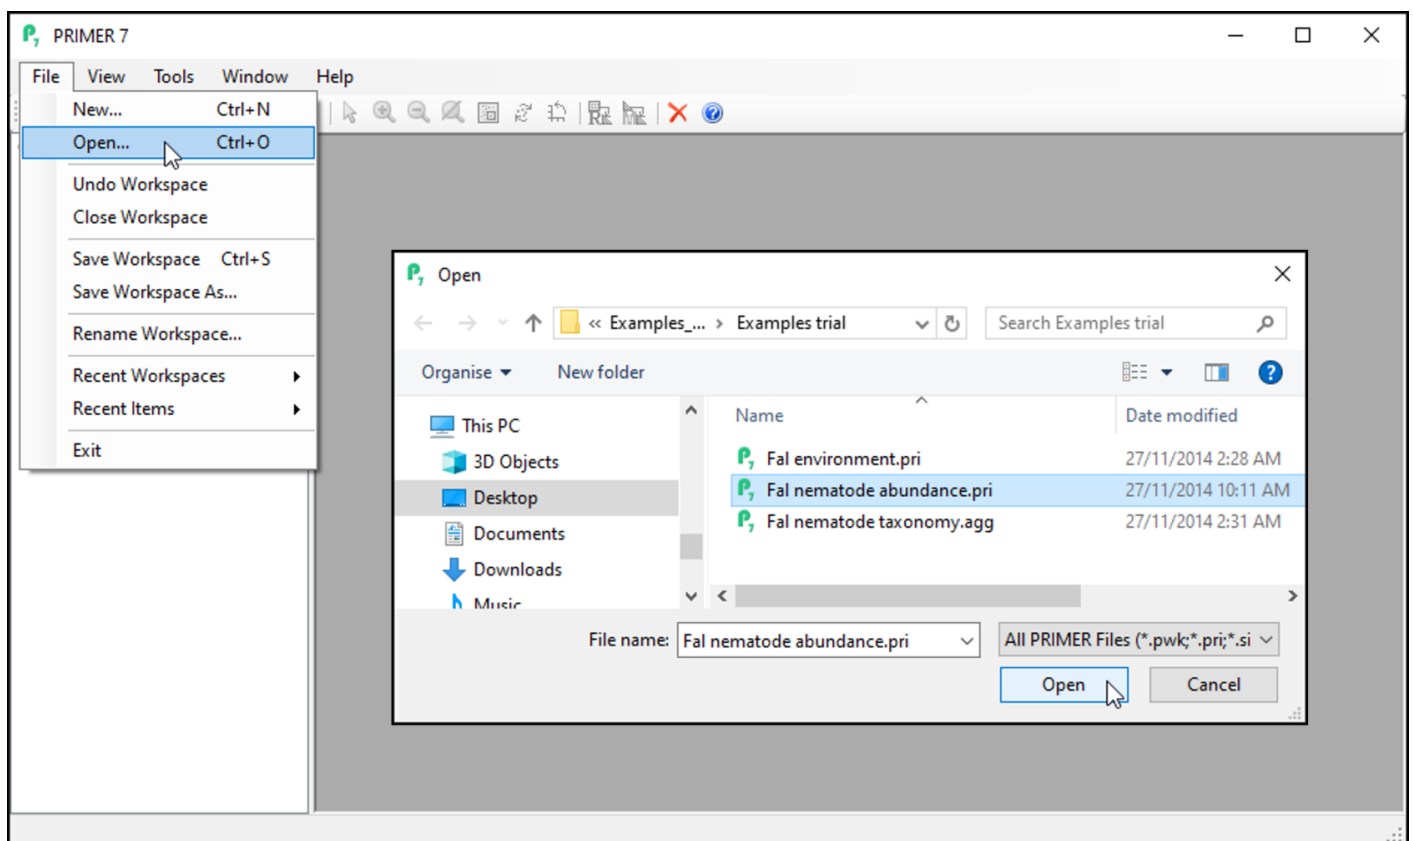 PRIMER 7
File View Tools Window Help
New... Ctrl+N
Open... Ctrl+O
Undo Workspace
Close Workspace
Save Workspace Ctrl+S
Save Workspace As...
Rename Workspace...
Recent Workspaces
Recent Items
Exit
Open
« Examples_... › Examples trial
Search Examples trial
Organise New folder
Name Date modified
This PC
3D Objects
Desktop
Documents
Downloads
Music
Fal environment.pri 27/11/2014 2:28 AM
Fal nematode abundance.pri 27/11/2014 10:11 AM
Fal nematode taxonomy.agg 27/11/2014 2:31 AM
File name: Fal nematode abundance.pri All PRIMER Files (*.pwk;*.pri;*.si
Open Cancel